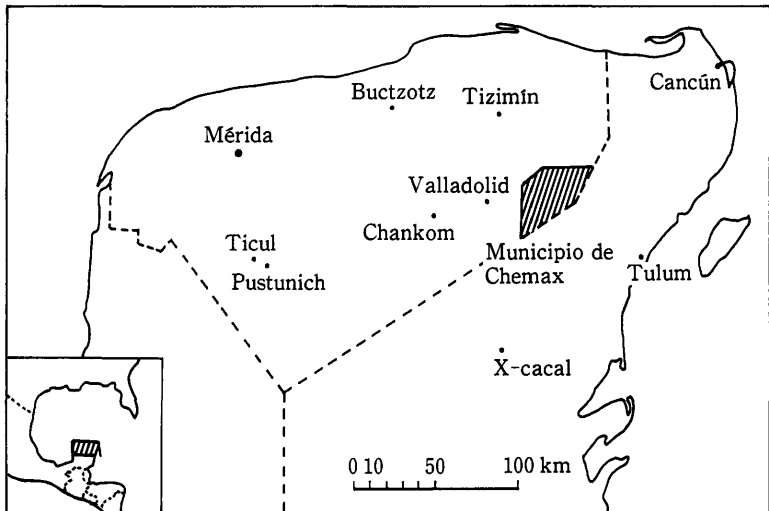 Cancún
Buctzotz
Tizimín
Mérida
Valladolid
Chankom
Ticul
Pustunich
Municipio de
Chemax
Tulum
X-cacal
0 10 50 100 km